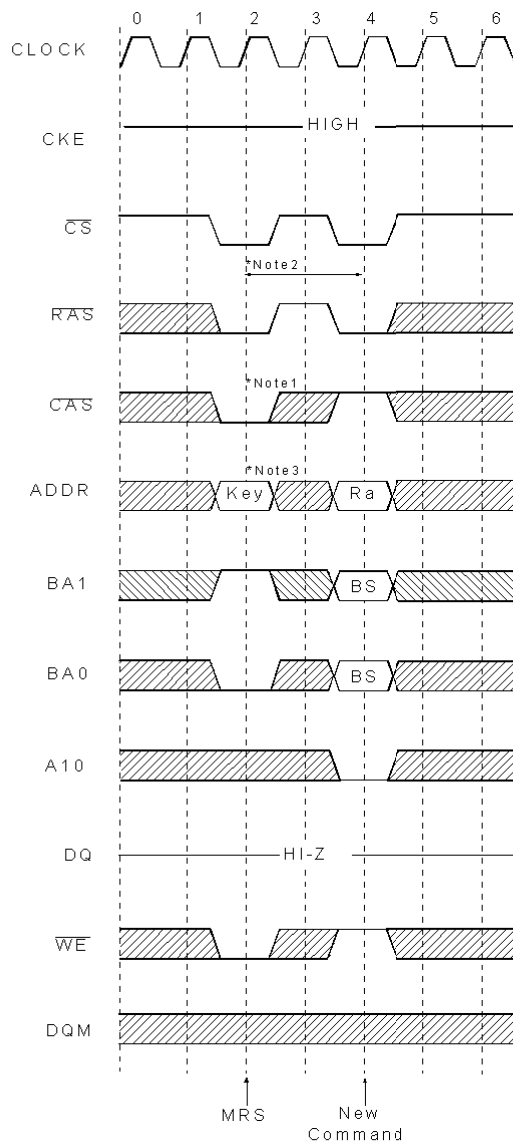 0 1 2 3 4 5 6
CLOCK
HIGH
CKE
CS
*Note2
RAS
*Note1
CAS
*Note3
ADDR Key Ra
BA1 BS
BA0 BS
A10
DQ HI-Z
WE
DQM
MRS New
Command